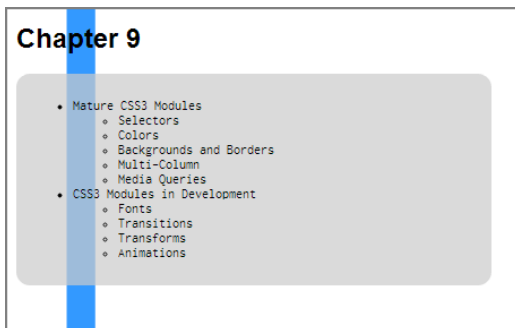 Chapter 9
Mature CSS3 Modules
Selectors
Colors
Backgrounds and Borders
Multi-Column
Media Queries
CSS3 Modules in Development
Fonts
Transitions
Transforms
Animations